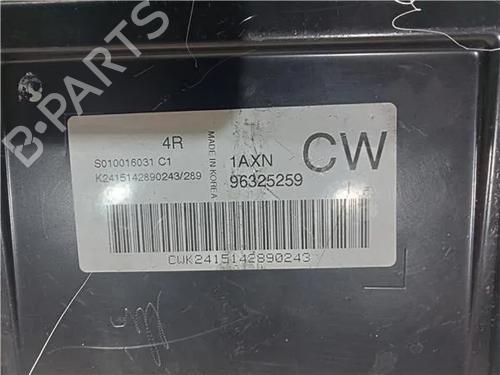 B-PARTS
4R
S010016031 C1
K2415142890243/289
MADE IN KOREA
1AXN
96325259
CW
CWK2415142890243